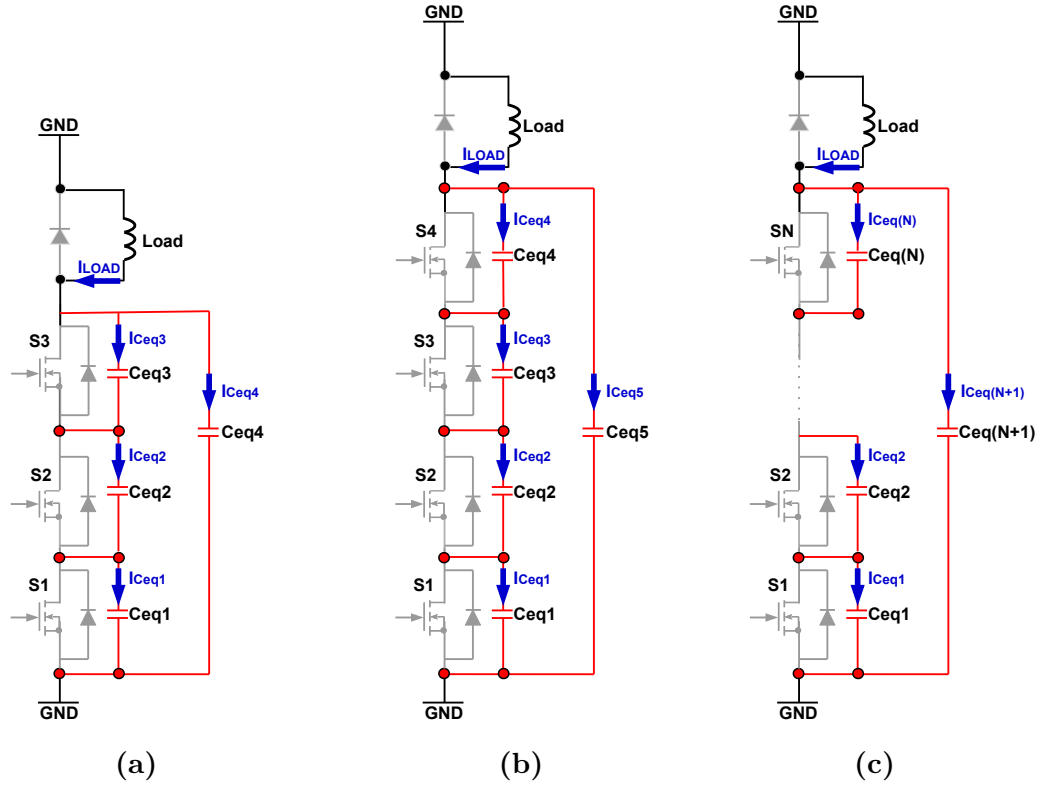 GND
Load
ILOAD
S3
ICeq3
Ceq3
ICeq4
Ceq4
S2
ICeq2
Ceq2
S1
ICeq1
Ceq1
GND
(a)
GND
Load
ILOAD
S4
ICeq4
Ceq4
S3
ICeq3
Ceq3
ICeq5
Ceq5
S2
ICeq2
Ceq2
S1
ICeq1
Ceq1
GND
(b)
GND
Load
ILOAD
SN
ICeq(N)
Ceq(N)
ICeq(N+1)
Ceq(N+1)
S2
ICeq2
Ceq2
S1
ICeq1
Ceq1
GND
(c)